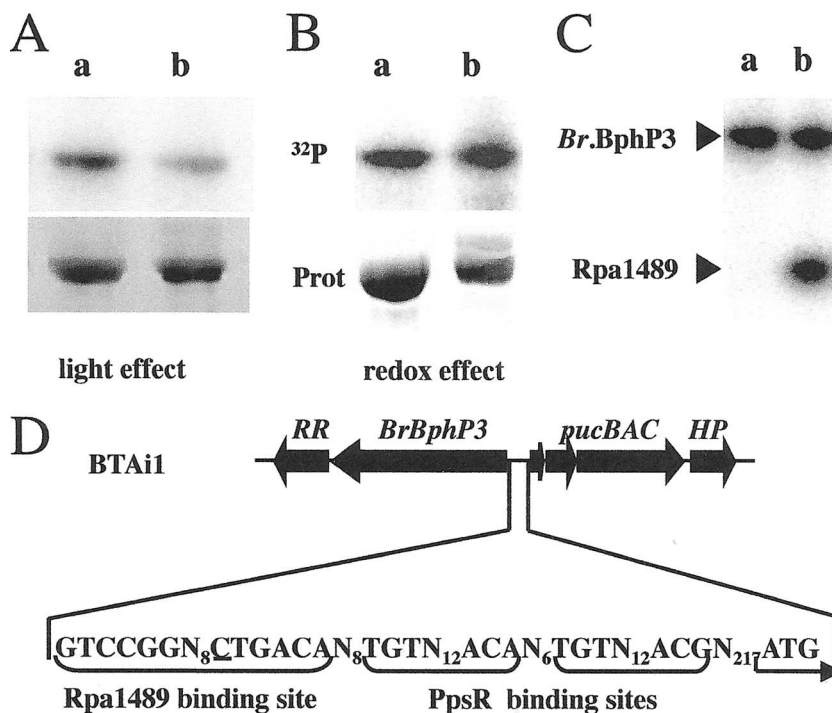 A
a b
light effect
B
a b
³²P
Prot
redox effect
C
a b
Br.BphP3
Rpa1489
D
BTAi1
RR BrBphP3 pucBAC HP
GTCCGGN₈CTGACAN₈TGTN₁₂ACAN₆TGTN₁₂ACGN₂₁₇ATG
Rpa1489 binding site PpsR binding sites